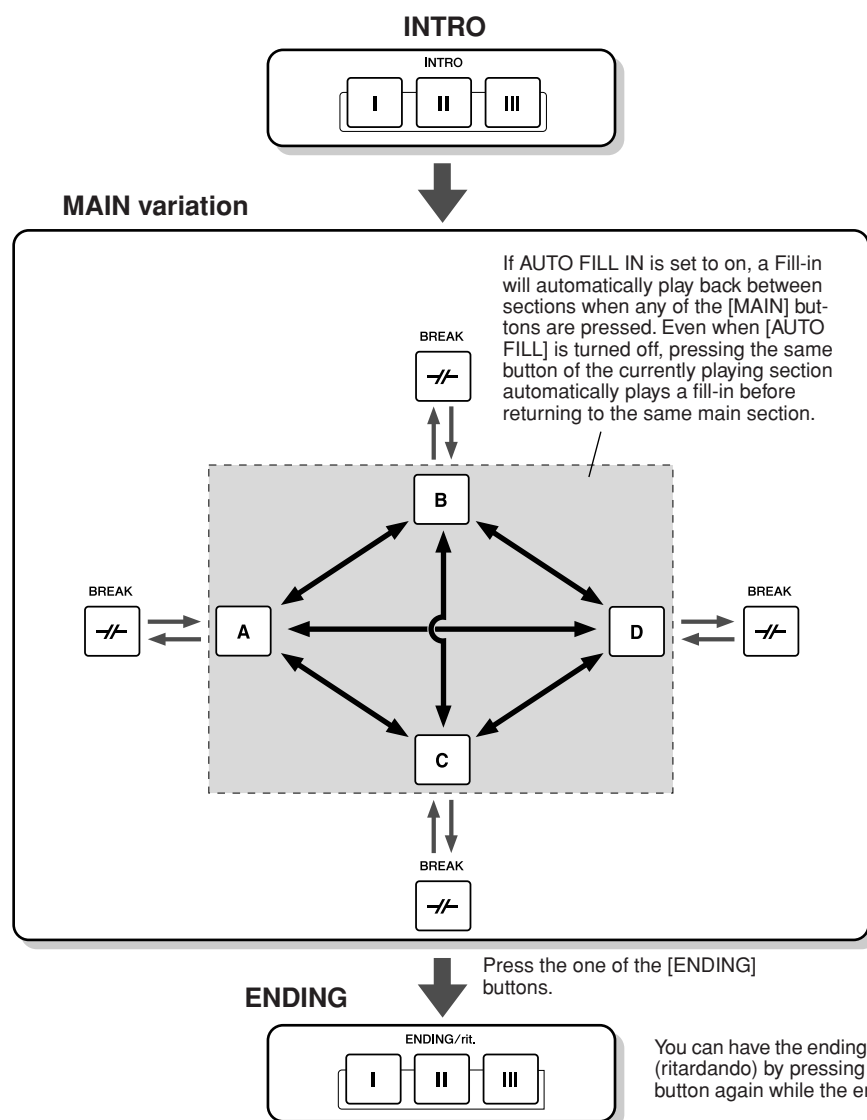 INTRO
INTRO
I II III
MAIN variation
If AUTO FILL IN is set to on, a Fill-in
will automatically play back between
sections when any of the [MAIN] but-
tons are pressed. Even when [AUTO
FILL] is turned off, pressing the same
button of the currently playing section
automatically plays a fill-in before
returning to the same main section.
BREAK
B
BREAK
A
D
BREAK
C
BREAK
Press the one of the [ENDING]
buttons.
ENDING
ENDING/rit.
I II III
You can have the ending
(ritardando) by pressing
button again while the